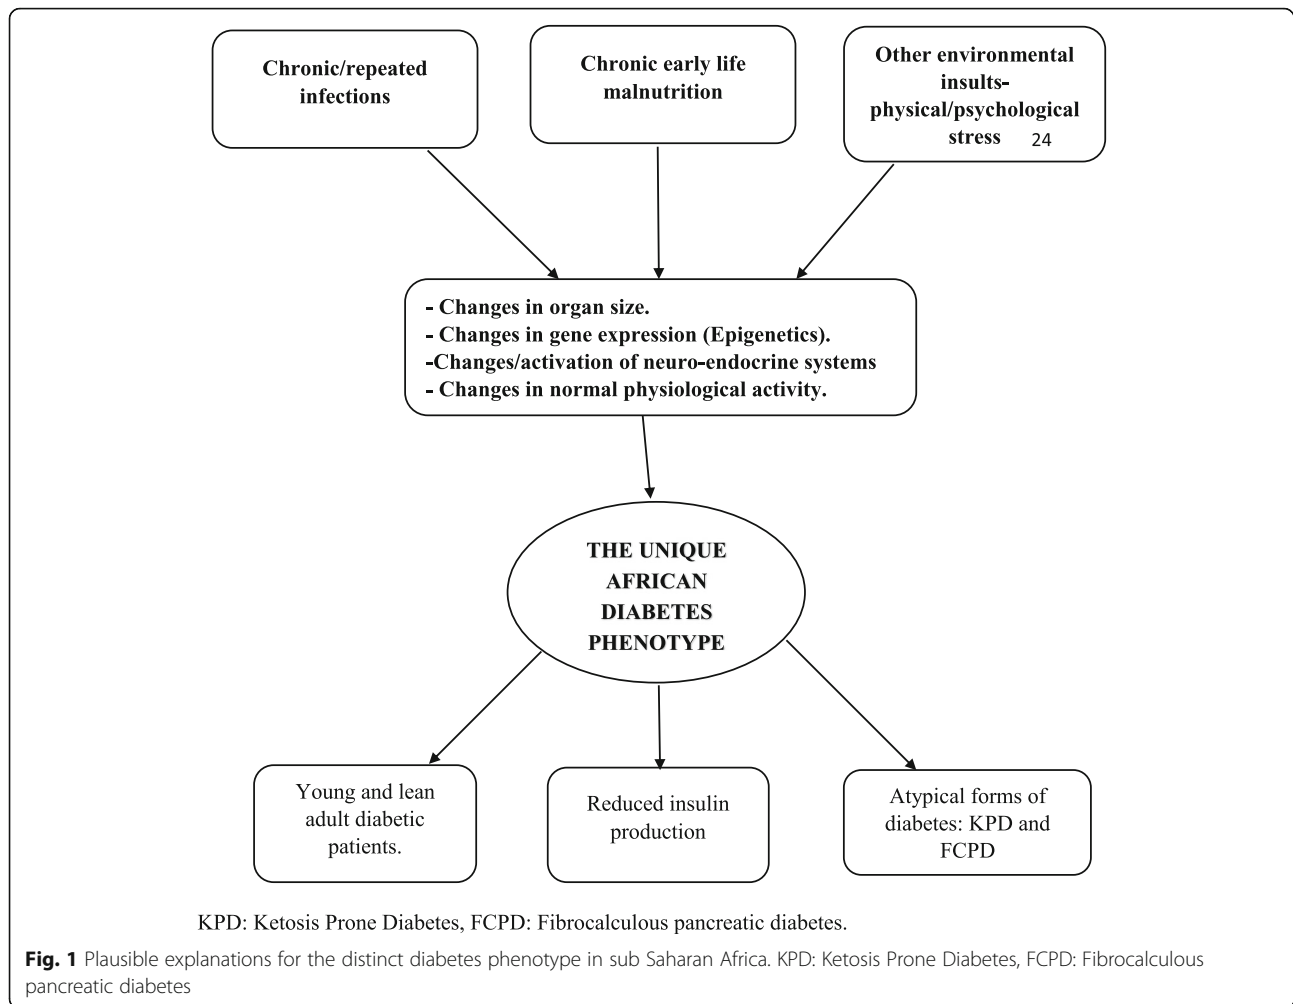 Chronic/repeated
infections
Chronic early life
malnutrition
Other environmental
insults-
physical/psychological
stress 24
- Changes in organ size.
- Changes in gene expression (Epigenetics).
-Changes/activation of neuro-endocrine systems
- Changes in normal physiological activity.
THE UNIQUE
AFRICAN
DIABETES
PHENOTYPE
Young and lean
adult diabetic
patients.
Reduced insulin
production
Atypical forms of
diabetes: KPD and
FCPD
KPD: Ketosis Prone Diabetes, FCPD: Fibrocalculous pancreatic diabetes.
Fig. 1 Plausible explanations for the distinct diabetes phenotype in sub Saharan Africa. KPD: Ketosis Prone Diabetes, FCPD: Fibrocalculous
pancreatic diabetes